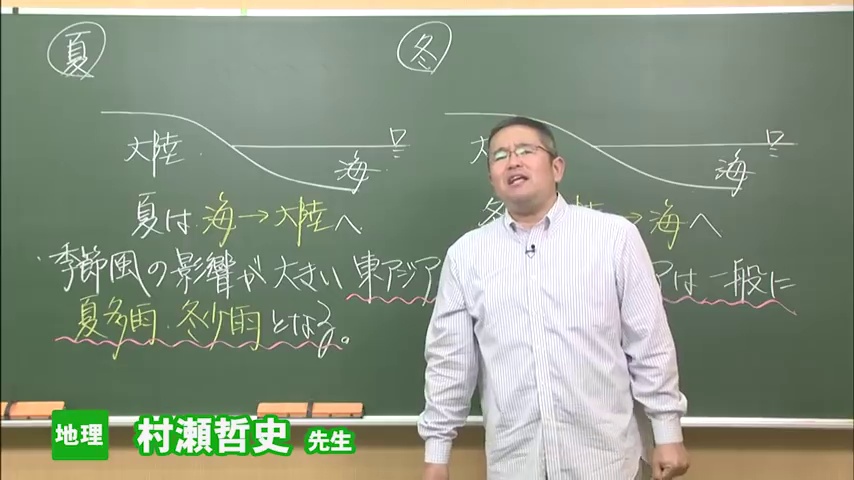 夏
冬
大陸
海
大
海
夏は 海→大陸へ
→海へ
・季節風の影響が大きい 東アジア
アは一般に
夏多雨・冬少雨となる。
地理 村瀬哲史 先生